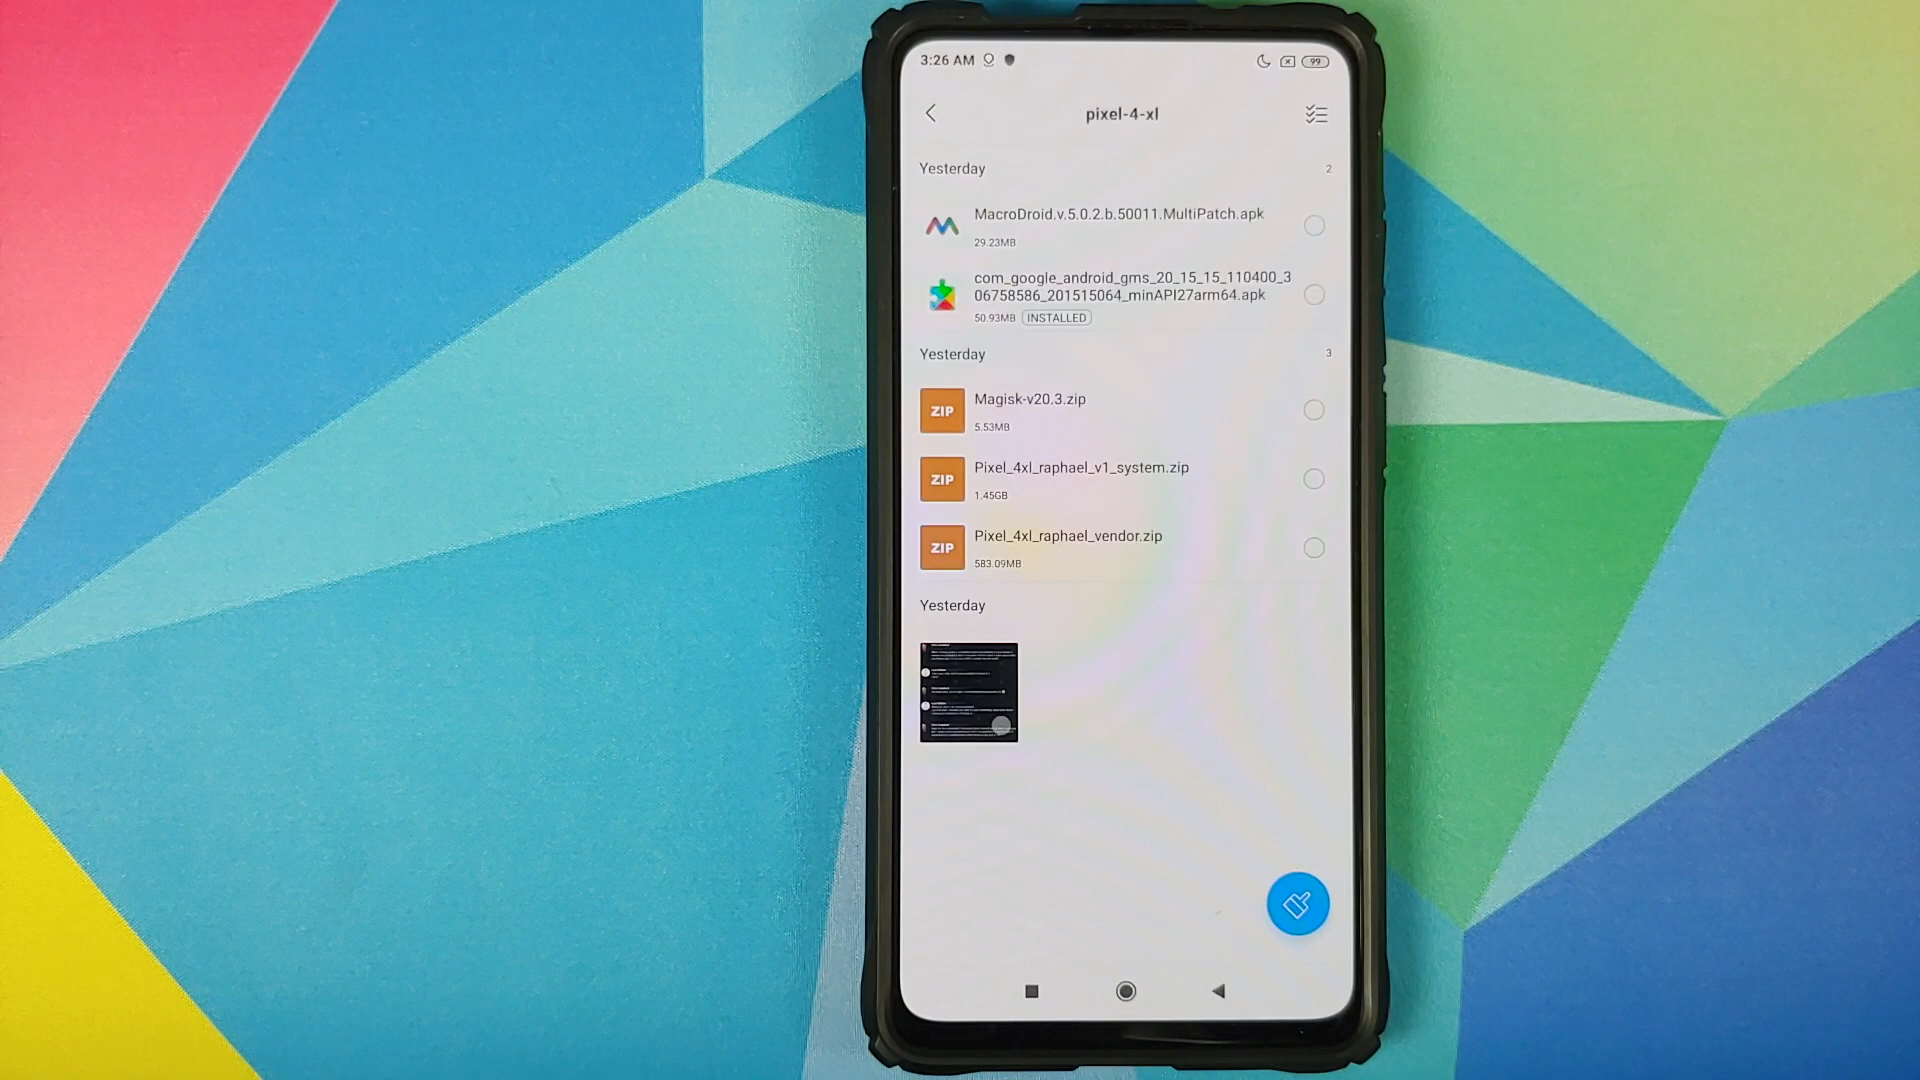 3:26 AM
99
pixel-4-xl
Yesterday
2
MacroDroid.v.5.0.2.b.50011.MultiPatch.apk
29.23MB
com_google_android_gms_20_15_15_110400_3
06758586_201515064_minAPI27arm64.apk
50.93MB INSTALLED
Yesterday
3
ZIP
Magisk-v20.3.zip
5.53MB
ZIP
Pixel_4xl_raphael_v1_system.zip
1.45GB
ZIP
Pixel_4xl_raphael_vendor.zip
583.09MB
Yesterday